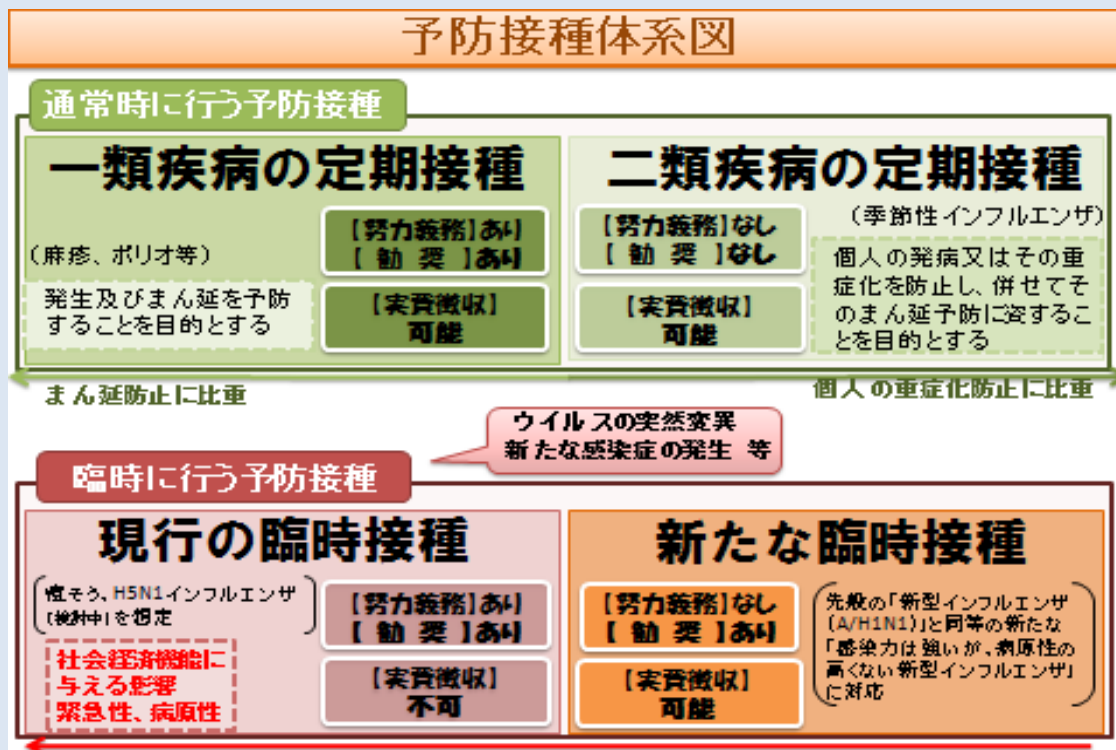 予防接種体系図
通常時に行う予防接種
一類疾病の定期接種
(麻疹、ポリオ等)
発生及びまん延を予防
することを目的とする
【努力義務】あり
【 勧 奨 】あり
【実費徴収】
可能
二類疾病の定期接種
【努力義務】なし
【 勧 奨 】なし
【実費徴収】
可能
(季節性インフルエンザ)
個人の発病又はその重
症化を防止し、併せてそ
のまん延予防に資するこ
とを目的とする
まん延防止に比重
個人の重症化防止に比重
ウイルスの突然変異
新たな感染症の発生 等
臨時に行う予防接種
現行の臨時接種
痘そう、H5N1インフルエンザ
(検討中)を想定
社会経済機能に
与える影響
緊急性、病原性
【努力義務】あり
【 勧 奨 】あり
【実費徴収】
不可
新たな臨時接種
【努力義務】なし
【 勧 奨 】あり
【実費徴収】
可能
先般の「新型インフルエンザ
(A/H1N1)」と同等の新たな
「感染力は強いが、病原性の
高くない新型インフルエンザ」
に対応